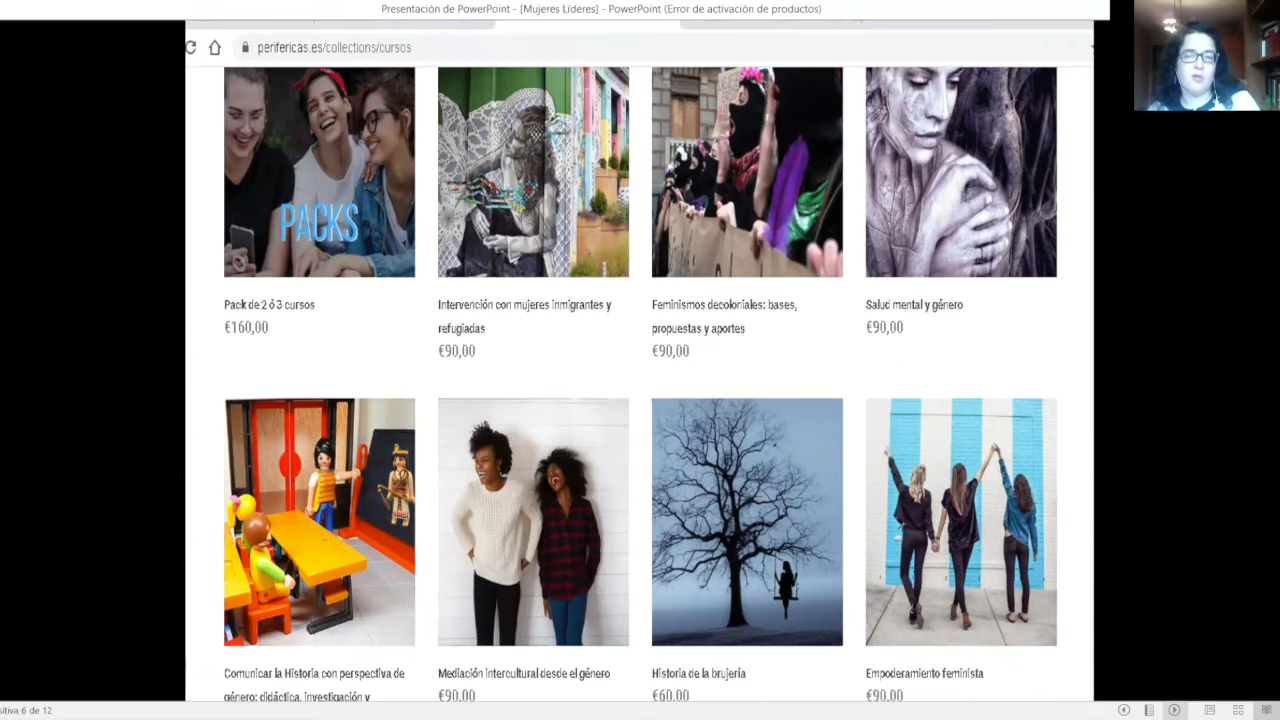 Presentación de PowerPoint - [Mujeres Líderes] - PowerPoint (Error de activación de productos)
perifericas.es/collections/cursos
PACKS
Pack de 2 ó 3 cursos
€160,00
Intervención con mujeres inmigrantes y
refugiadas
€90,00
Feminismos decoloniales: bases,
propuestas y aportes
€90,00
Salud mental y género
€90,00
Comunicar la Historia con perspectiva de
género: didáctica, investigación y
Mediación intercultural desde el género
€90,00
Historia de la brujería
€60,00
Empoderamiento feminista
€90,00
sitiva 6 de 12